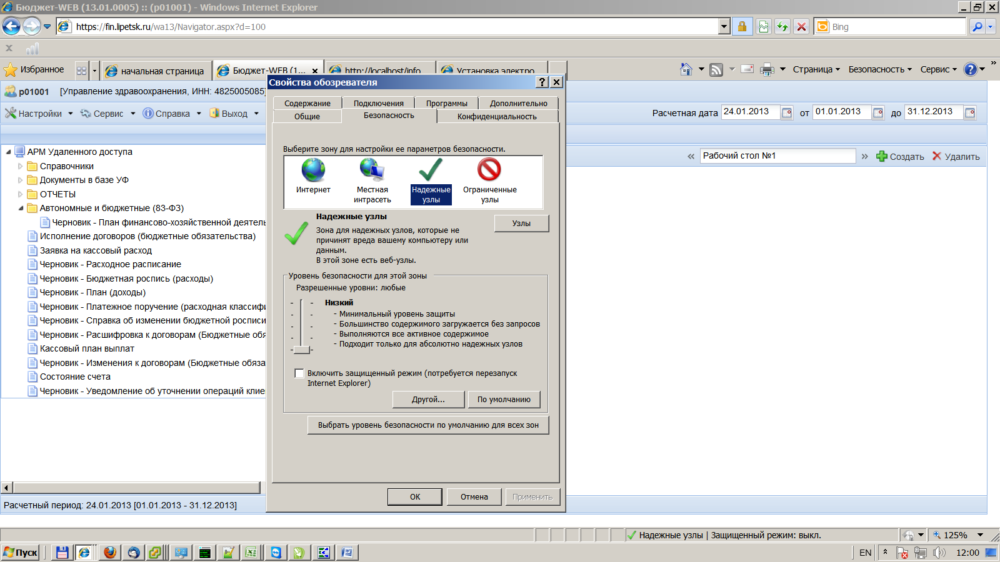 Бюджет-WEB (13.01.0005) :: (p01001) - Windows Internet Explorer
https://fin.lipetsk.ru/wa13/Navigator.aspx?d=100
Bing
x
Избранное
начальная страница
Бюджет-WEB (1...
http://localhost/info
Установка электро
Страница
Безопасность
Сервис
»
p01001 [Управление здравоохранения, ИНН: 4825005085]
Настройки
Сервис
Справка
Выход
Расчетная дата 24.01.2013 от 01.01.2013 до 31.12.2013
« Рабочий стол №1 » Создать Удалить
АРМ Удаленного доступа
Справочники
Документы в базе УФ
ОТЧЕТЫ
Автономные и бюджетные (83-ФЗ)
Черновик - План финансово-хозяйственной деятель
Исполнение договоров (бюджетные обязательства)
Заявка на кассовый расход
Черновик - Расходное расписание
Черновик - Бюджетная роспись (расходы)
Черновик - План (доходы)
Черновик - Платежное поручение (расходная классифи
Черновик - Справка об изменении бюджетной росписи
Черновик - Расшифровка к договорам (Бюджетные обя
Кассовый план выплат
Черновик - Изменения к договорам (Бюджетные обяза
Состояние счета
Черновик - Уведомление об уточнении операций клие
Расчетный период: 24.01.2013 [01.01.2013 - 31.12.2013]
Свойства обозревателя
Содержание
Подключения
Программы
Дополнительно
Общие
Безопасность
Конфиденциальность
Выберите зону для настройки ее параметров безопасности.
Интернет
Местная
интрасеть
Надежные
узлы
Ограниченные
узлы
Надежные узлы
Узлы
Зона для надежных узлов, которые не
причинят вреда вашему компьютеру или
данным.
В этой зоне есть веб-узлы.
Уровень безопасности для этой зоны
Разрешенные уровни: любые
Низкий
- Минимальный уровень защиты
- Большинство содержимого загружается без запросов
- Выполняются все активное содержимое
- Подходит только для абсолютно надежных узлов
Включить защищенный режим (потребуется перезапуск
Internet Explorer)
Другой...
По умолчанию
Выбрать уровень безопасности по умолчанию для всех зон
ОК
Отмена
Применить
Надежные узлы | Защищенный режим: выкл.
125%
Пуск
EN
12:00